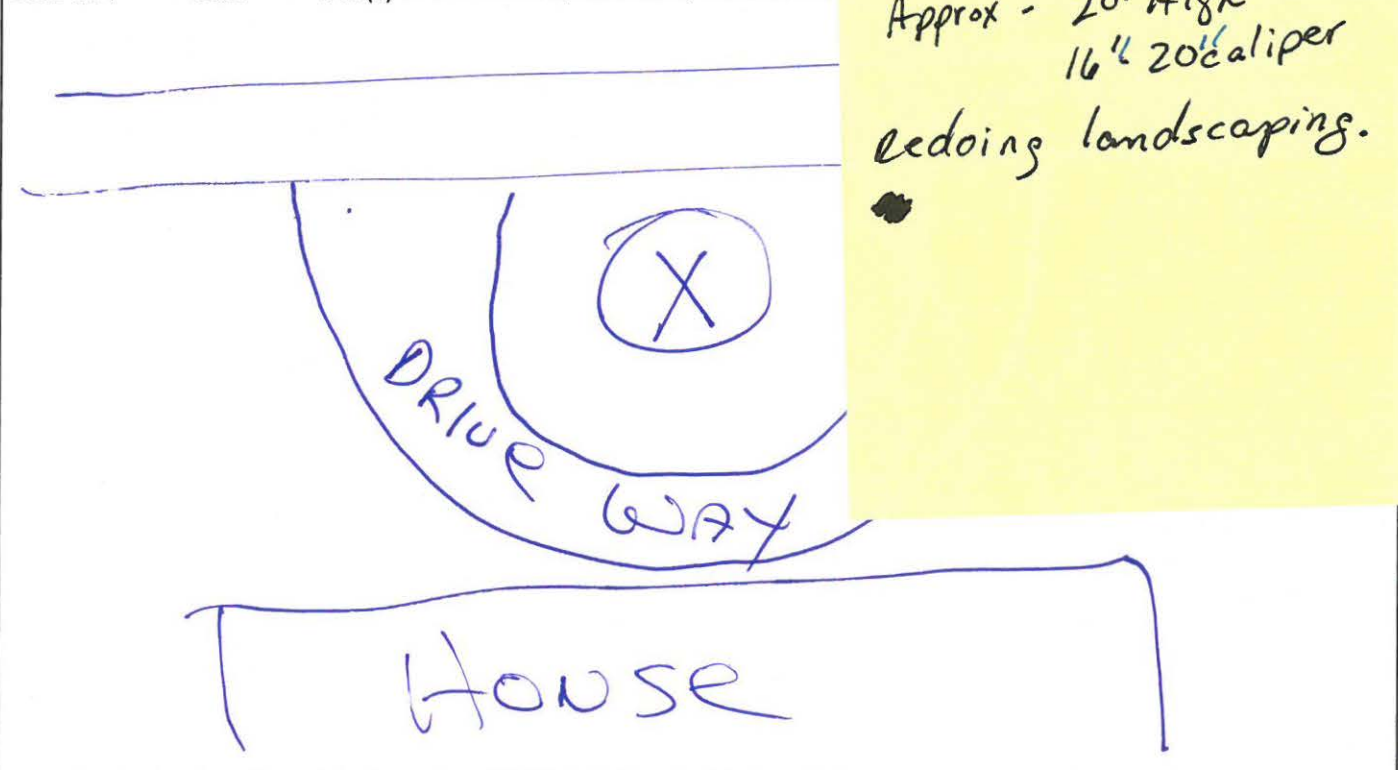 Approx - 20' High
16" 20" caliper
Redoing landscaping.
X
DRIVE WAY
HOUSE